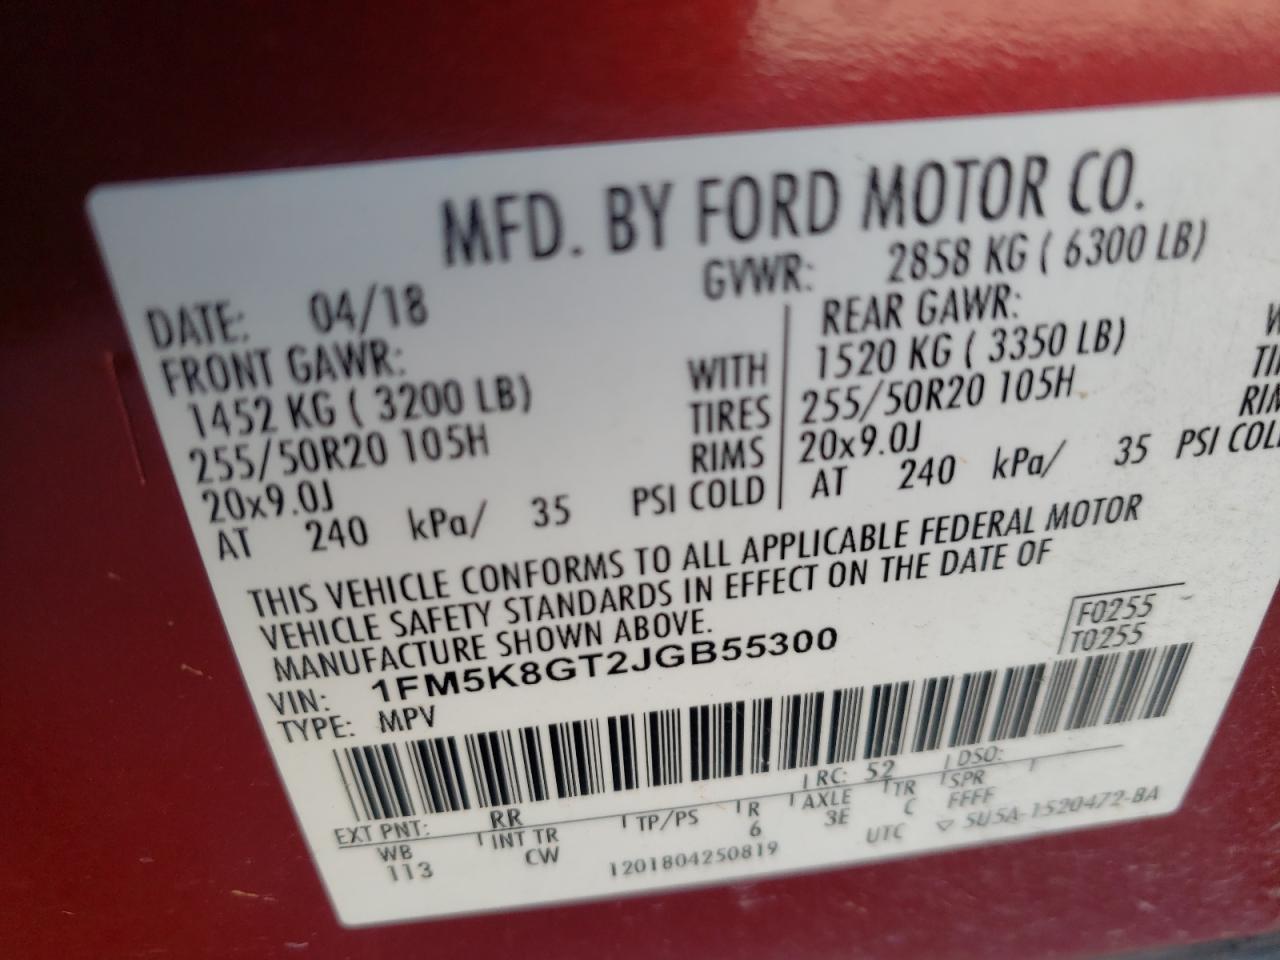 MFD. BY FORD MOTOR CO.
DATE: 04/18 GVWR: 2858 KG ( 6300 LB)
FRONT GAWR: REAR GAWR:
1452 KG ( 3200 LB) WITH 1520 KG ( 3350 LB)
255/50R20 105H TIRES 255/50R20 105H
20x9.0J RIMS 20x9.0J
AT 240 kPa/ 35 PSI COLD AT 240 kPa/ 35 PSI
THIS VEHICLE CONFORMS TO ALL APPLICABLE FEDERAL MOTOR
VEHICLE SAFETY STANDARDS IN EFFECT ON THE DATE OF
MANUFACTURE SHOWN ABOVE.
VIN: 1FM5K8GT2JGB55300 F0255
TYPE: MPV T0255
EXT PNT: RR RC: 52 DSO:
WB INT TR TP/PS R AXLE TR SPR
113 CW 6 3E C FFFF
1201804250819 UTC ▽ 5U5A-1520472-BA